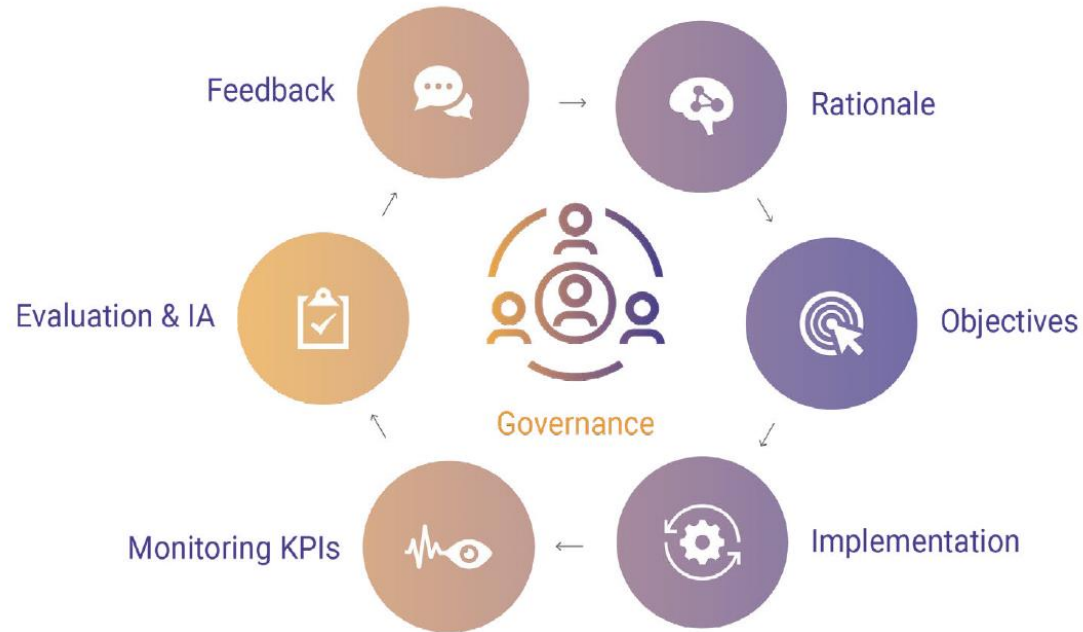 Feedback
Rationale
Evaluation & IA
Objectives
Governance
Monitoring KPIs
Implementation